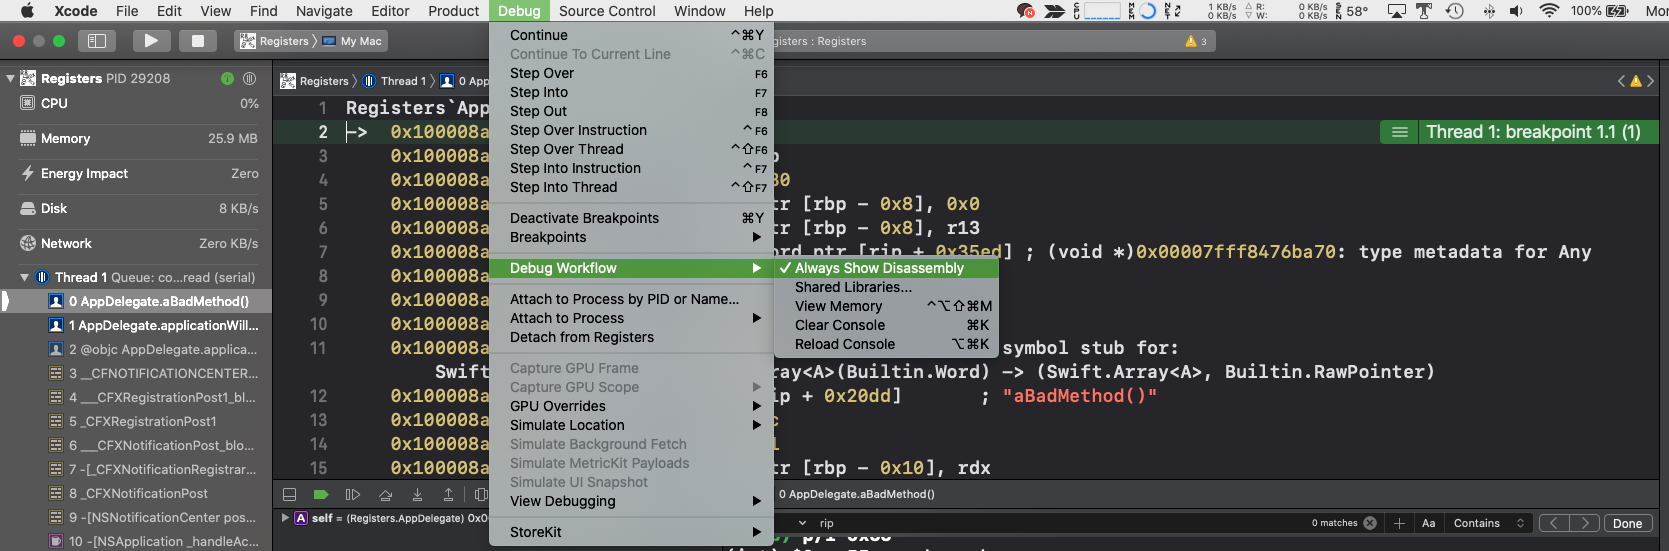 Xcode File Edit View Find Navigate Editor Product Debug Source Control Window Help
CPU MEM NET 1 KB/s 0 KB/s R: W: 0 KB/s 0 KB/s SEN 58° 100% Mor
Registers My Mac
gisters : Registers
3
Registers PID 29208
CPU 0%
Memory 25.9 MB
Energy Impact Zero
Disk 8 KB/s
Network Zero KB/s
Thread 1 Queue: co...read (serial)
0 AppDelegate.aBadMethod()
1 AppDelegate.applicationWill...
2 @objc AppDelegate.applica...
3 __CFNOTIFICATIONCENTER...
4 ___CFXRegistrationPost1_bl...
5 _CFXRegistrationPost1
6 ___CFXNotificationPost_blo...
7 -[_CFXNotificationRegistrar...
8 _CFXNotificationPost
9 -[NSNotificationCenter pos...
10 -[NSApplication _handleAc...
Registers Thread 1 0 App
1 Registers`App
2 -> 0x100008a
Thread 1: breakpoint 1.1 (1)
3 0x100008a
4 0x100008a 80
5 0x100008a tr [rbp - 0x8], 0x0
6 0x100008a tr [rbp - 0x8], r13
7 0x100008a ord ptr [rip + 0x35ed] ; (void *)0x00007fff8476ba70: type metadata for Any
8 0x100008a
9 0x100008a
10 0x100008a
11 0x100008a symbol stub for:
Swift ray<A>(Builtin.Word) -> (Swift.Array<A>, Builtin.RawPointer)
12 0x100008a ip + 0x20dd] ; "aBadMethod()"
13 0x100008a c
14 0x100008a
15 0x100008a tr [rbp - 0x10], rdx
Continue ⌃⌘Y
Continue To Current Line ⌃⌘C
Step Over F6
Step Into F7
Step Out F8
Step Over Instruction ⌃F6
Step Over Thread ⌃⇧F6
Step Into Instruction ⌃F7
Step Into Thread ⌃⇧F7
Deactivate Breakpoints ⌘Y
Breakpoints
Debug Workflow
Attach to Process by PID or Name...
Attach to Process
Detach from Registers
Capture GPU Frame
Capture GPU Scope
GPU Overrides
Simulate Location
Simulate Background Fetch
Simulate MetricKit Payloads
Simulate UI Snapshot
View Debugging
StoreKit
✓ Always Show Disassembly
Shared Libraries...
View Memory ⌃⌥⇧⌘M
Clear Console ⌘K
Reload Console ⌥⌘K
0 AppDelegate.aBadMethod()
A self = (Registers.AppDelegate) 0x0
rip 0 matches Aa Contains Done